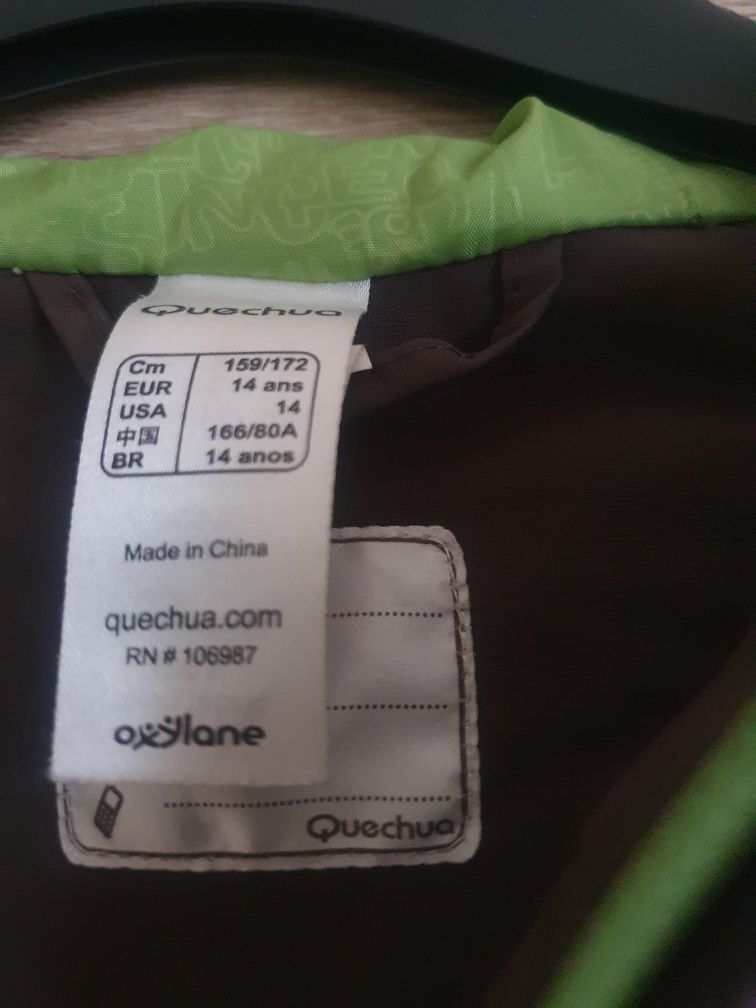 Quechua
Cm 159/172
EUR 14 ans
USA 14
中国 166/80A
BR 14 anos
Made in China
quechua.com
RN # 106987
oxylane
Quechua